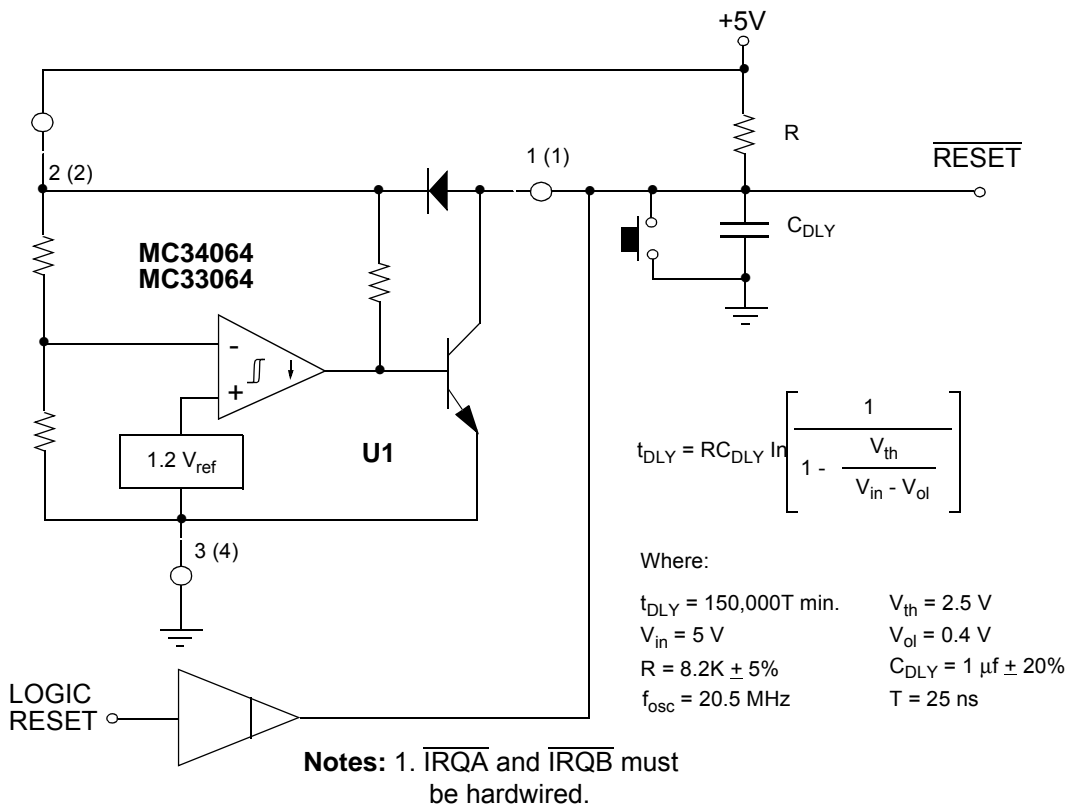 +5V
R
RESET
1 (1)
2 (2)
C_DLY
MC34064
MC33064
-
+
1.2 V_ref
U1
3 (4)
t_DLY = RC_DLY In [ 1 / ( 1 - V_th / ( V_in - V_ol ) ) ]
Where:
t_DLY = 150,000T min.
V_th = 2.5 V
V_in = 5 V
V_ol = 0.4 V
R = 8.2K ± 5%
C_DLY = 1 μf ± 20%
f_osc = 20.5 MHz
T = 25 ns
LOGIC
RESET
Notes: 1. IRQA and IRQB must
be hardwired.